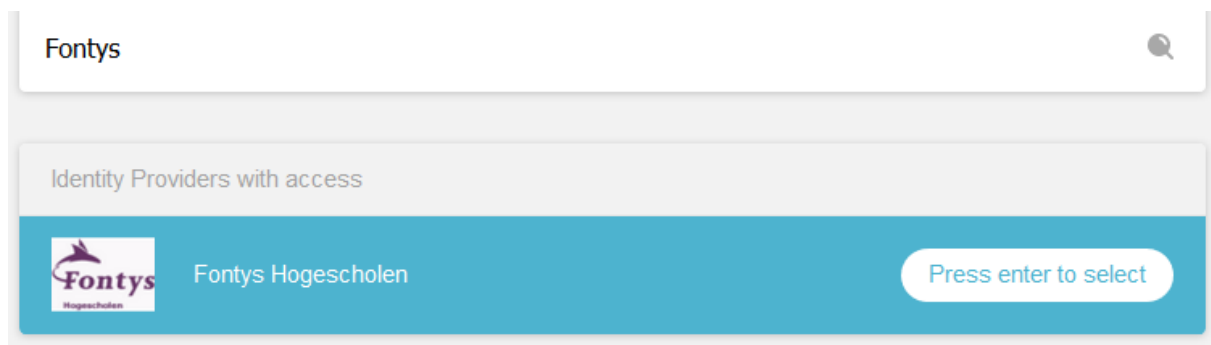 Fontys
Identity Providers with access
Fontys
Hogescholen
Fontys Hogescholen
Press enter to select